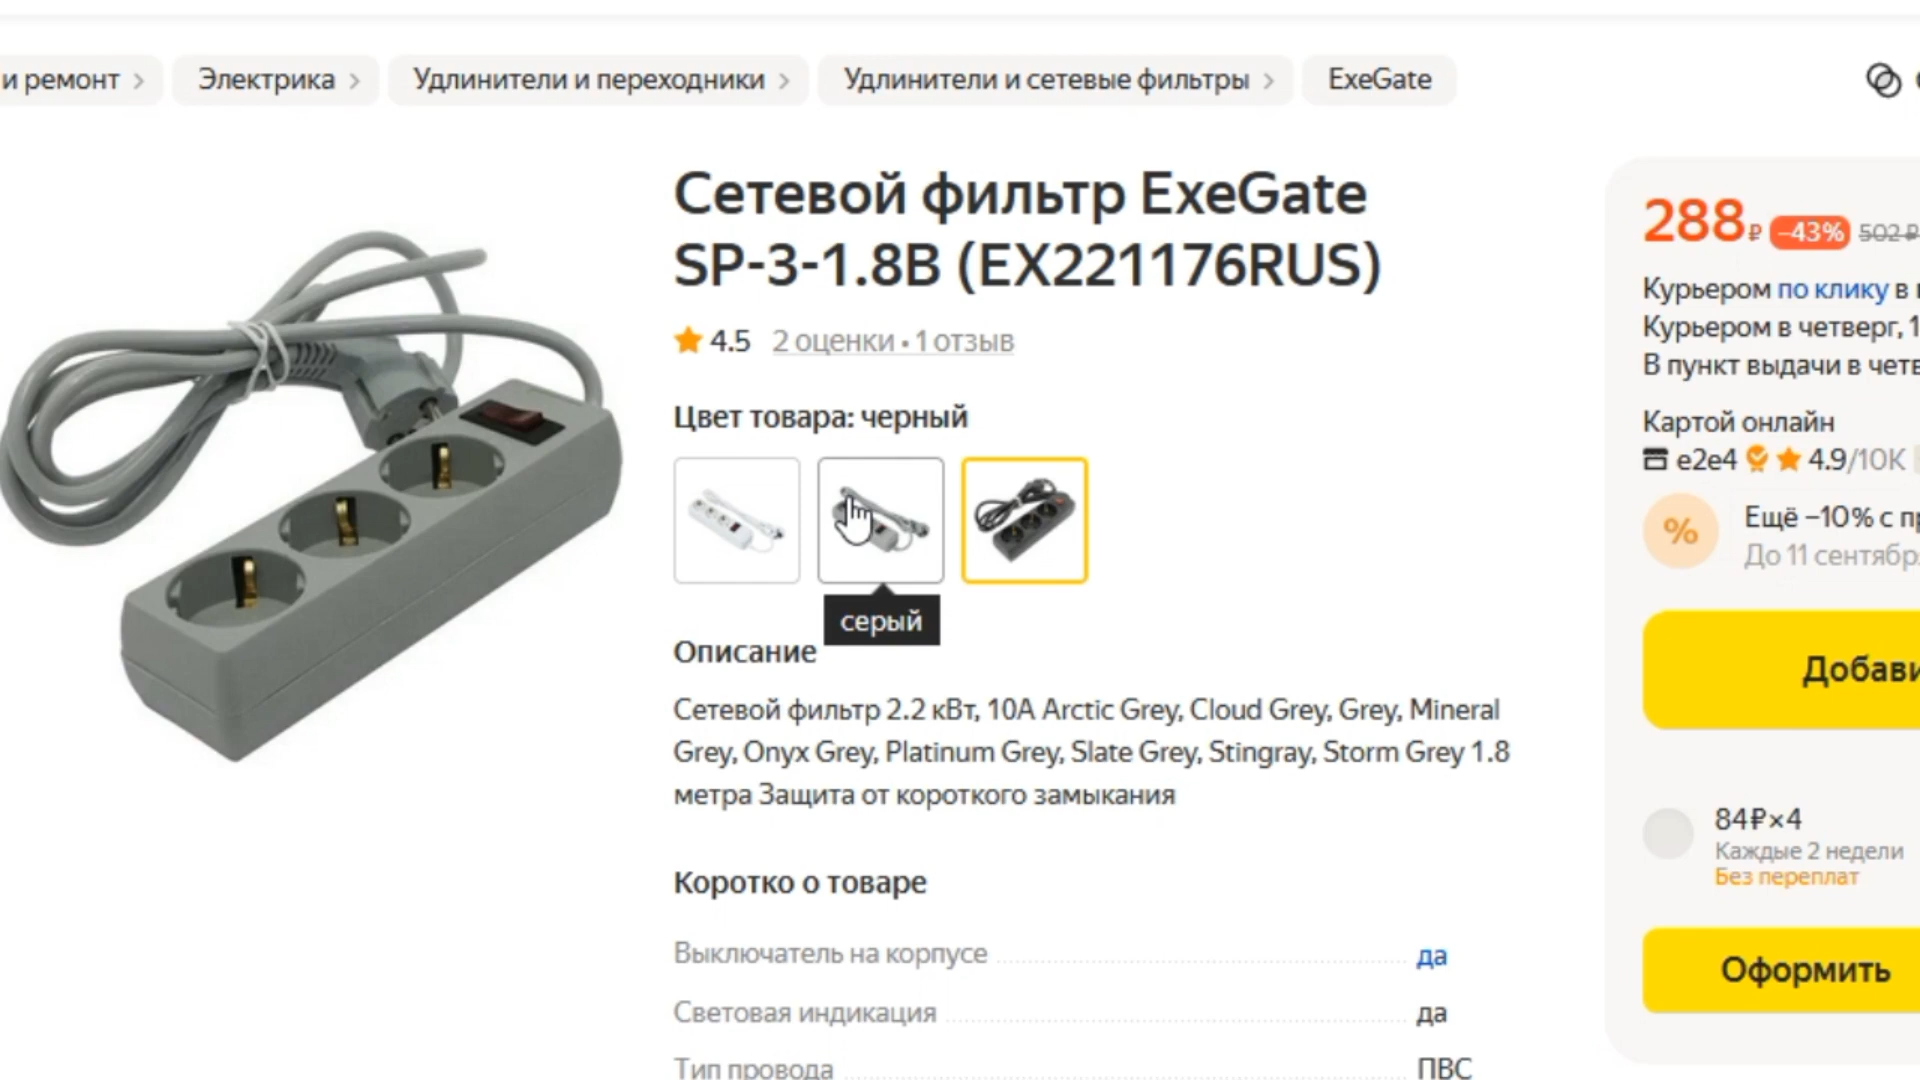 и ремонт
Электрика
Удлинители и переходники
Удлинители и сетевые фильтры
ExeGate
Сетевой фильтр ExeGate
SP-3-1.8B (EX221176RUS)
4.5 2 оценки • 1 отзыв
Цвет товара: черный
серый
Описание
Сетевой фильтр 2.2 кВт, 10А Arctic Grey, Cloud Grey, Grey, Mineral
Grey, Onyx Grey, Platinum Grey, Slate Grey, Stingray, Storm Grey 1.8
метра Защита от короткого замыкания
Коротко о товаре
Выключатель на корпусе да
Световая индикация да
Тип провода ПВС
288 ₽ –43% 502 ₽
Курьером по клику в
Курьером в четверг, 1
В пункт выдачи в четв
Картой онлайн
e2e4 4.9/10K
% Ещё –10% с п
До 11 сентябр
Добави
84₽×4
Каждые 2 недели
Без переплат
Оформить